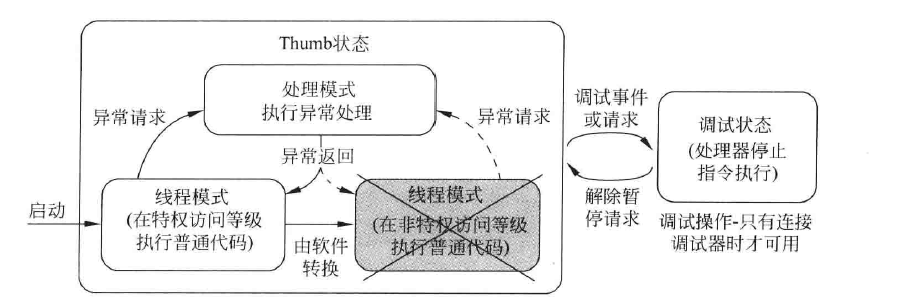 Thumb状态
处理模式
执行异常处理
异常请求
异常请求
异常返回
启动
线程模式
(在特权访问等级
执行普通代码)
由软件
转换
线程模式
(在非特权访问等级
执行普通代码)
调试事件
或请求
解除暂
停请求
调试状态
(处理器停止
指令执行)
调试操作-只有连接
调试器时才可用